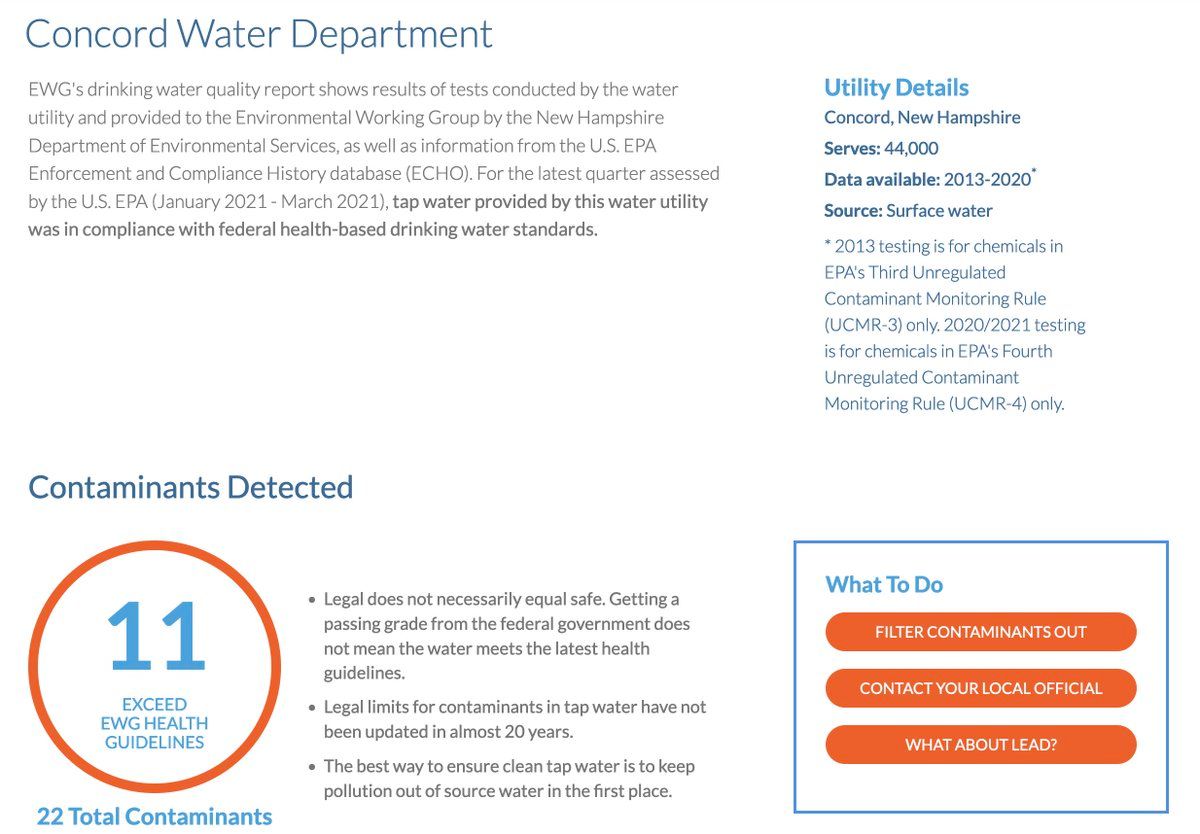 Concord Water Department
EWG's drinking water quality report shows results of tests conducted by the water
utility and provided to the Environmental Working Group by the New Hampshire
Department of Environmental Services, as well as information from the U.S. EPA
Enforcement and Compliance History database (ECHO). For the latest quarter assessed
by the U.S. EPA (January 2021 - March 2021), tap water provided by this water utility
was in compliance with federal health-based drinking water standards.
Utility Details
Concord, New Hampshire
Serves: 44,000
Data available: 2013-2020*
Source: Surface water
* 2013 testing is for chemicals in
EPA's Third Unregulated
Contaminant Monitoring Rule
(UCMR-3) only. 2020/2021 testing
is for chemicals in EPA's Fourth
Unregulated Contaminant
Monitoring Rule (UCMR-4) only.
Contaminants Detected
11
EXCEED
EWG HEALTH
GUIDELINES
22 Total Contaminants
• Legal does not necessarily equal safe. Getting a
passing grade from the federal government does
not mean the water meets the latest health
guidelines.
• Legal limits for contaminants in tap water have not
been updated in almost 20 years.
• The best way to ensure clean tap water is to keep
pollution out of source water in the first place.
What To Do
FILTER CONTAMINANTS OUT
CONTACT YOUR LOCAL OFFICIAL
WHAT ABOUT LEAD?